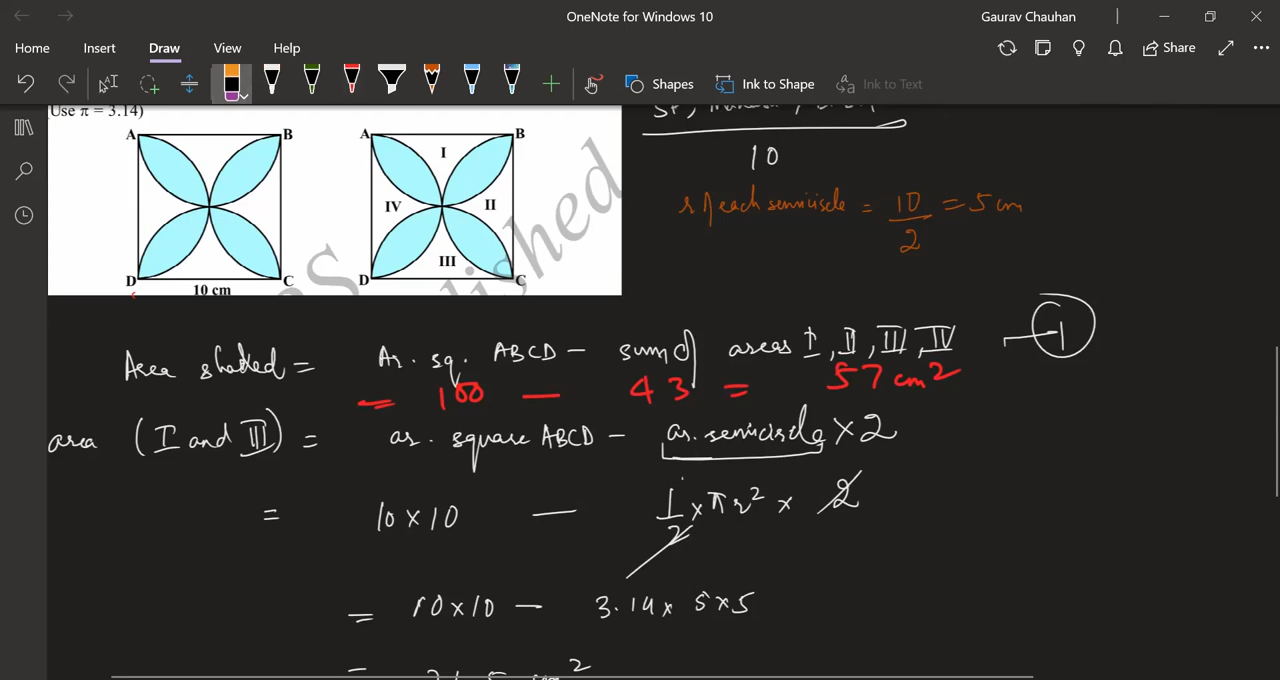 OneNote for Windows 10
Gaurav Chauhan
Home Insert Draw View Help
Share
Shapes Ink to Shape Ink to Text
Use π = 3.14)
A B A B
I
IV II
III
D C D C
10 cm
ished
10
r of each semicircle = 10/2 = 5 cm
Area shaded = Ar. sq. ABCD - sum of areas I, II, III, IV - 1
= 100 - 43 = 57 cm2
area (I and III) = ar. square ABCD - ar. semicircle × 2
= 10 × 10 - 1/2 × πr² × 2
= 10 × 10 - 3.14 × 5 × 5